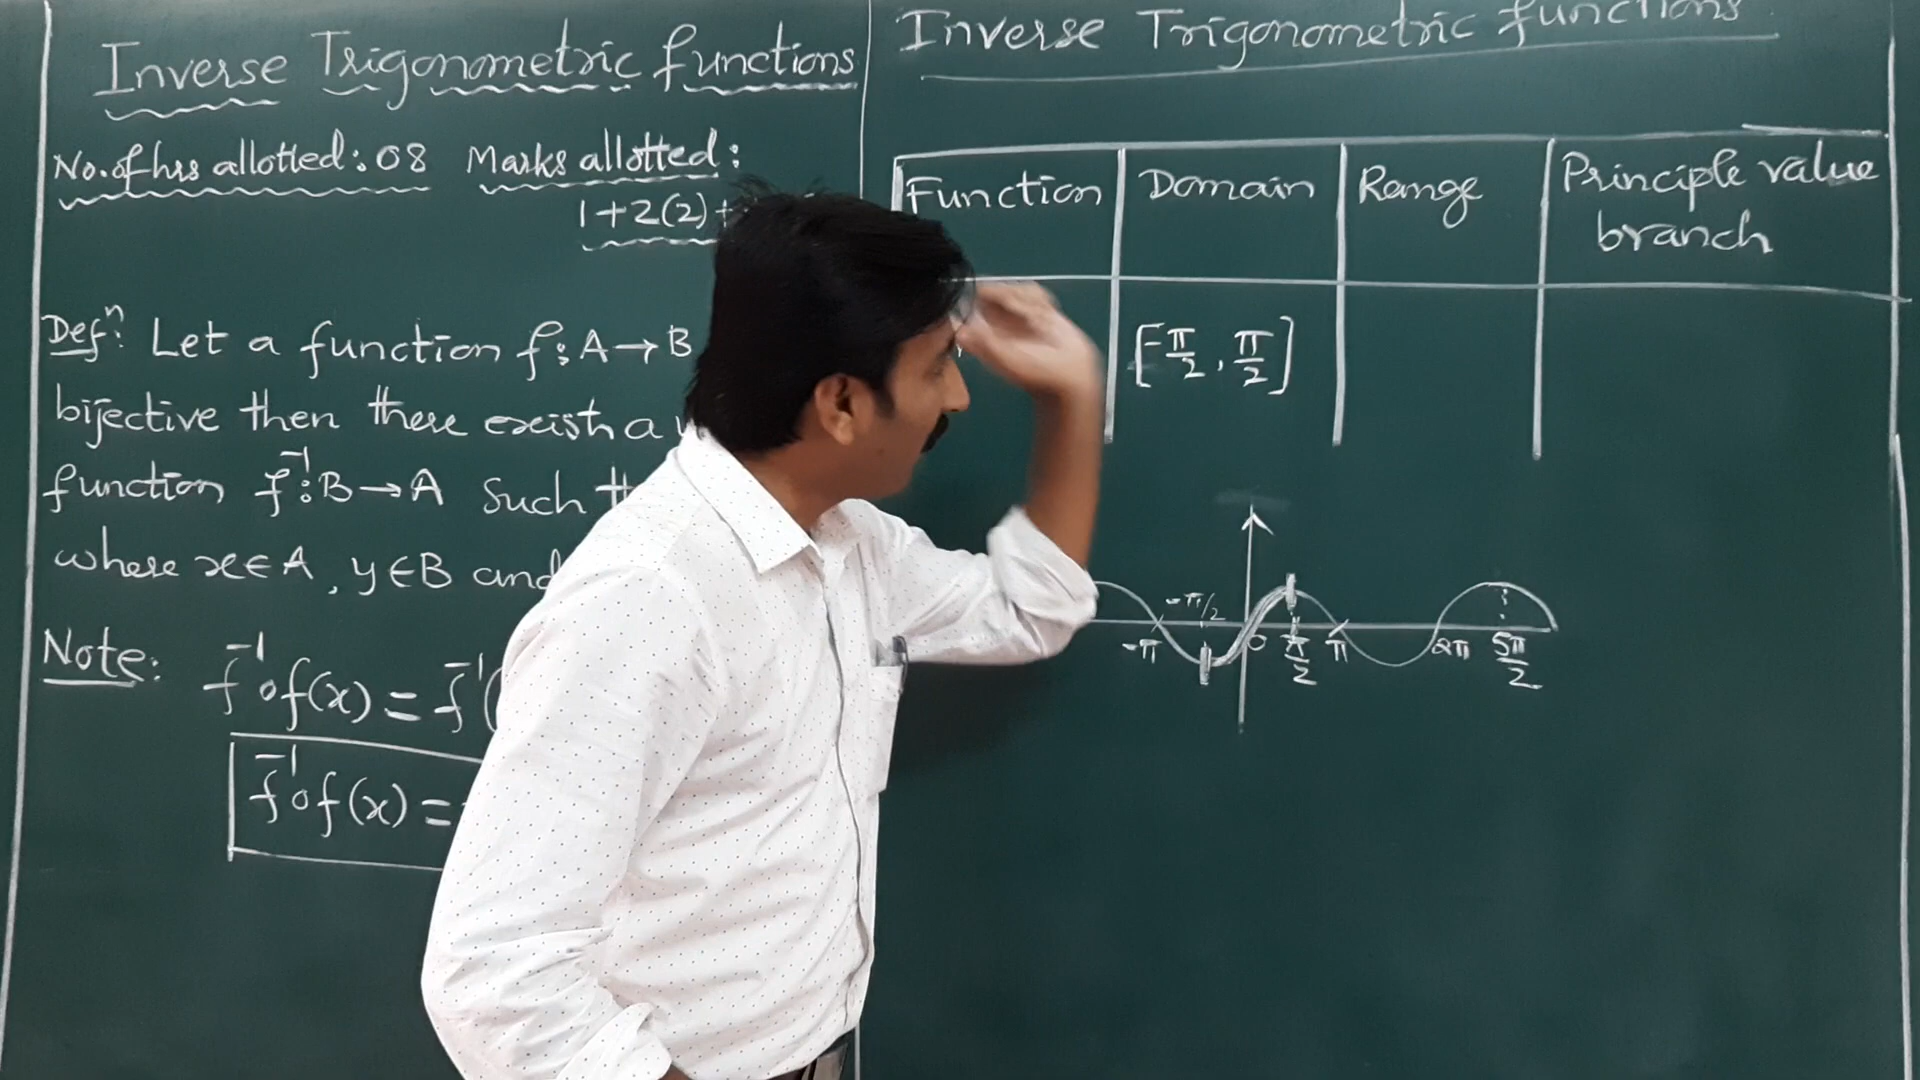 Inverse Trigonometric functions
No. of hrs allotted: 08 Marks allotted:
1+2(2)+
Defⁿ: Let a function f:A→B
bijective then there exist a
function f⁻¹:B→A Such
where x∈A, y∈B and
Note: f⁻¹of(x) = f⁻¹(
f⁻¹of(x) =
Inverse Trigonometric functions
Function Domain Range Principle value
branch
[-π/2, π/2]
-π -π/2 0 π/2 π 2π 5π/2